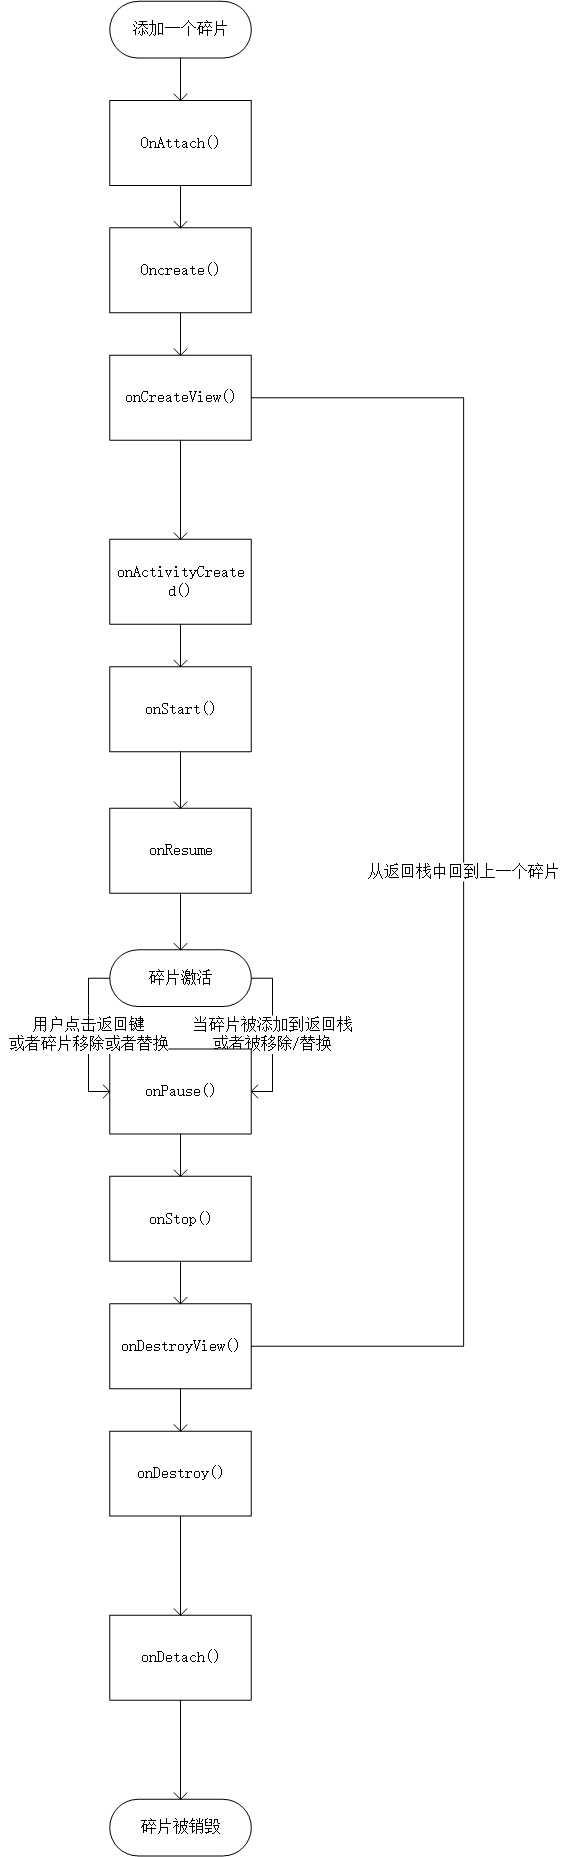 添加一个碎片
OnAttach()
Oncreate()
onCreateView()
onActivityCreate
d()
onStart()
onResume
从返回栈中回到上一个碎片
碎片激活
用户点击返回键
或者碎片移除或者替换
当碎片被添加到返回栈
或者被移除/替换
onPause()
onStop()
onDestroyView()
onDestroy()
onDetach()
碎片被销毁